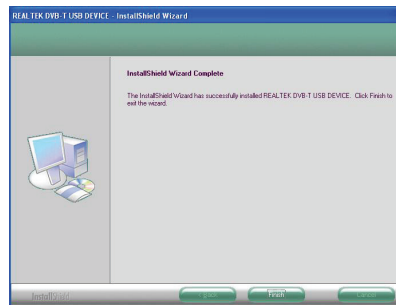 REALTEK DVB-T USB DEVICE - InstallShield Wizard
InstallShield Wizard Complete
The InstallShield Wizard has successfully installed REALTEK DVB-T USB DEVICE. Click Finish to
exit the wizard.
InstallShield
< Back
Finish
Cancel